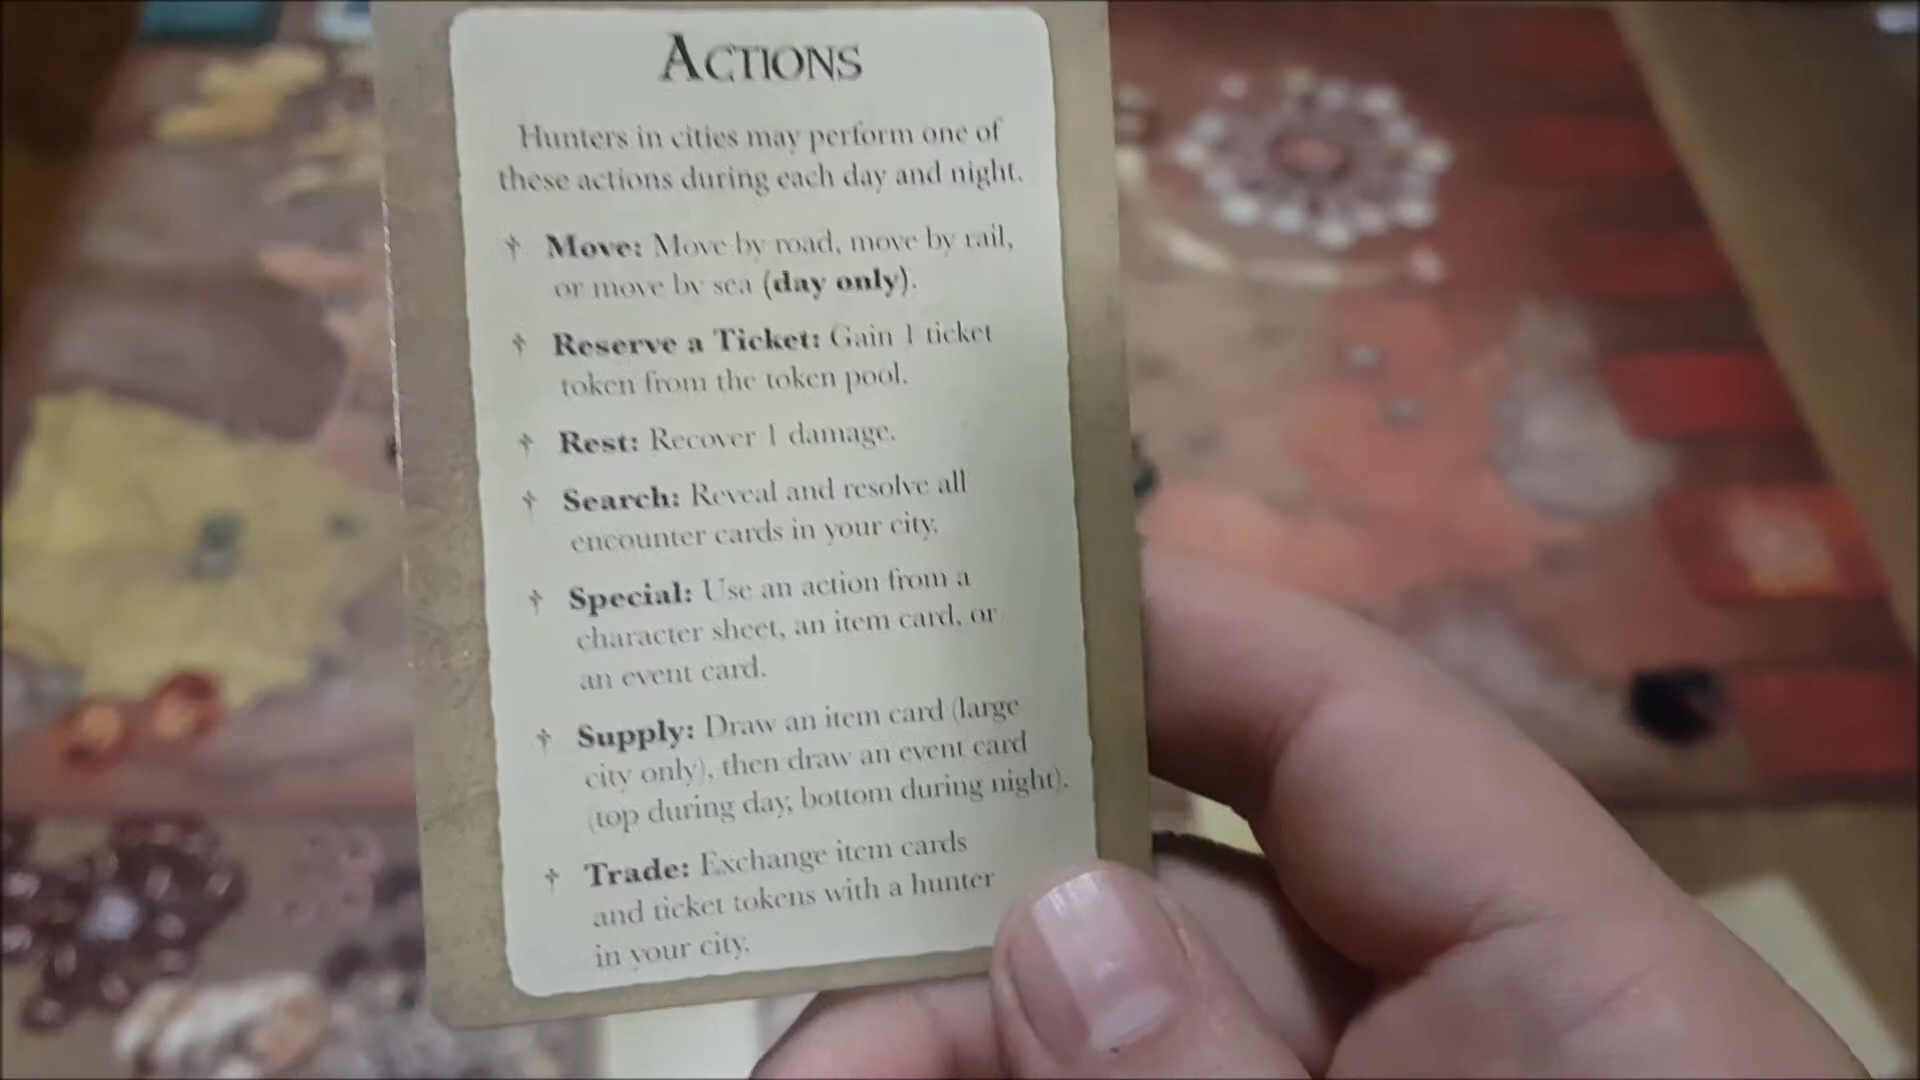 ACTIONS
Hunters in cities may perform one of
these actions during each day and night.
† Move: Move by road, move by rail,
or move by sea (day only).
† Reserve a Ticket: Gain 1 ticket
token from the token pool.
† Rest: Recover 1 damage.
† Search: Reveal and resolve all
encounter cards in your city.
† Special: Use an action from a
character sheet, an item card, or
an event card.
† Supply: Draw an item card (large
city only), then draw an event card
(top during day, bottom during night).
† Trade: Exchange item cards
and ticket tokens with a hunter
in your city.